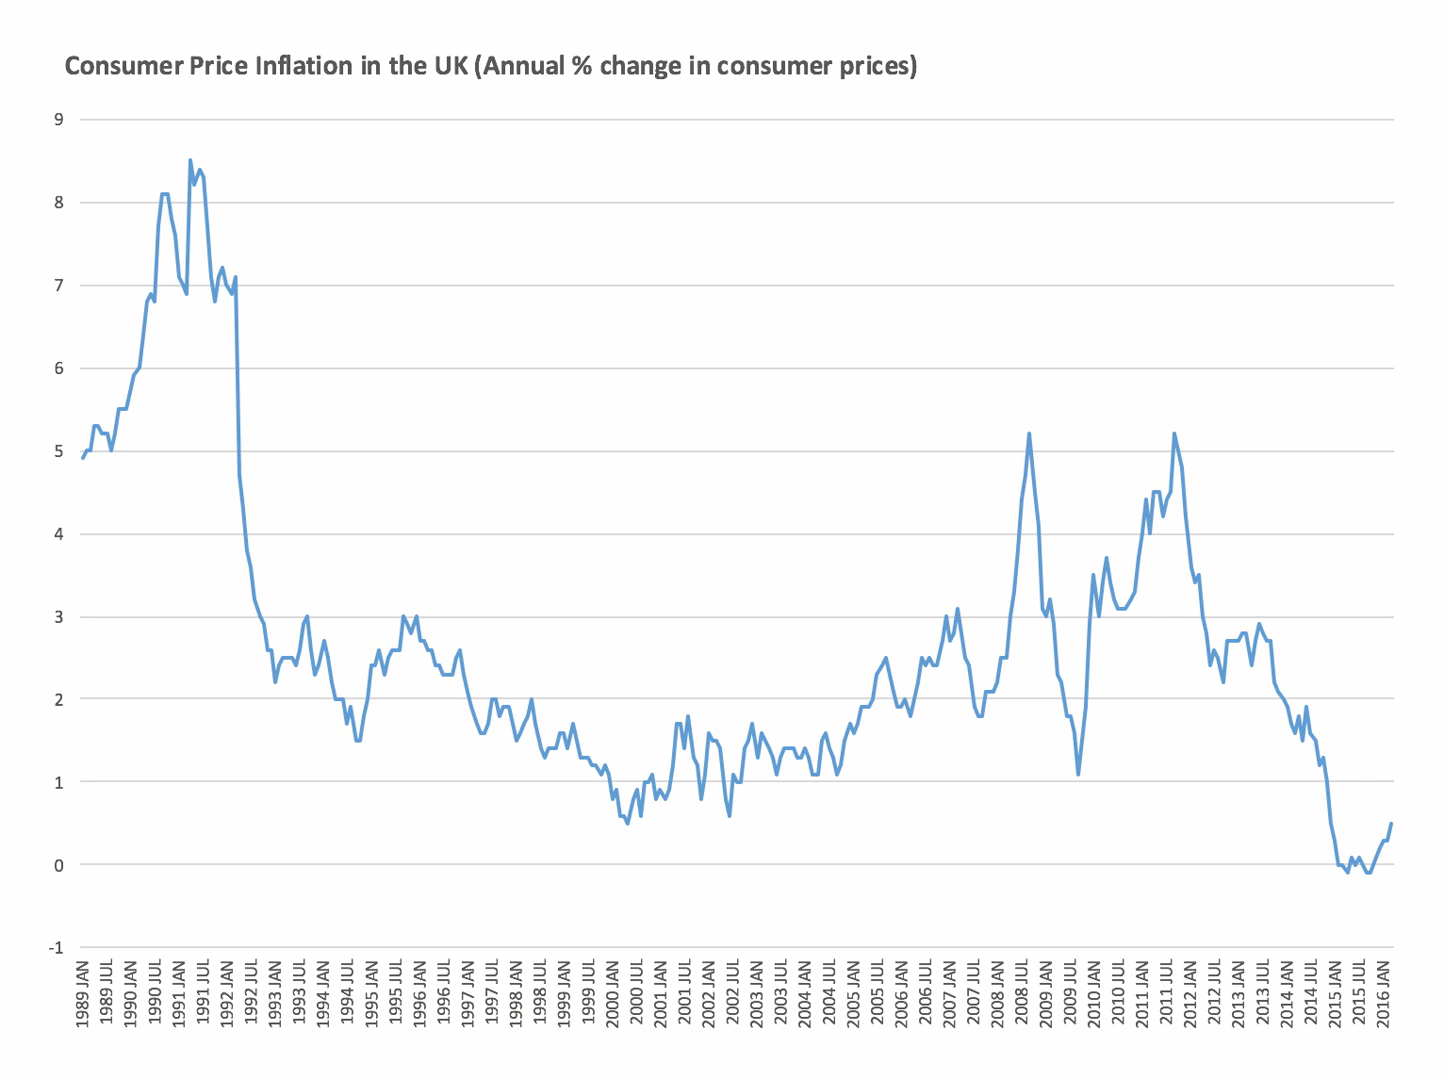 Consumer Price Inflation in the UK (Annual % change in consumer prices)
9
8
7
6
5
4
3
2
1
0
-1
1989 JAN
1989 JUL
1990 JAN
1990 JUL
1991 JAN
1991 JUL
1992 JAN
1992 JUL
1993 JAN
1993 JUL
1994 JAN
1994 JUL
1995 JAN
1995 JUL
1996 JAN
1996 JUL
1997 JAN
1997 JUL
1998 JAN
1998 JUL
1999 JAN
1999 JUL
2000 JAN
2000 JUL
2001 JAN
2001 JUL
2002 JAN
2002 JUL
2003 JAN
2003 JUL
2004 JAN
2004 JUL
2005 JAN
2005 JUL
2006 JAN
2006 JUL
2007 JAN
2007 JUL
2008 JAN
2008 JUL
2009 JAN
2009 JUL
2010 JAN
2010 JUL
2011 JAN
2011 JUL
2012 JAN
2012 JUL
2013 JAN
2013 JUL
2014 JAN
2014 JUL
2015 JAN
2015 JUL
2016 JAN